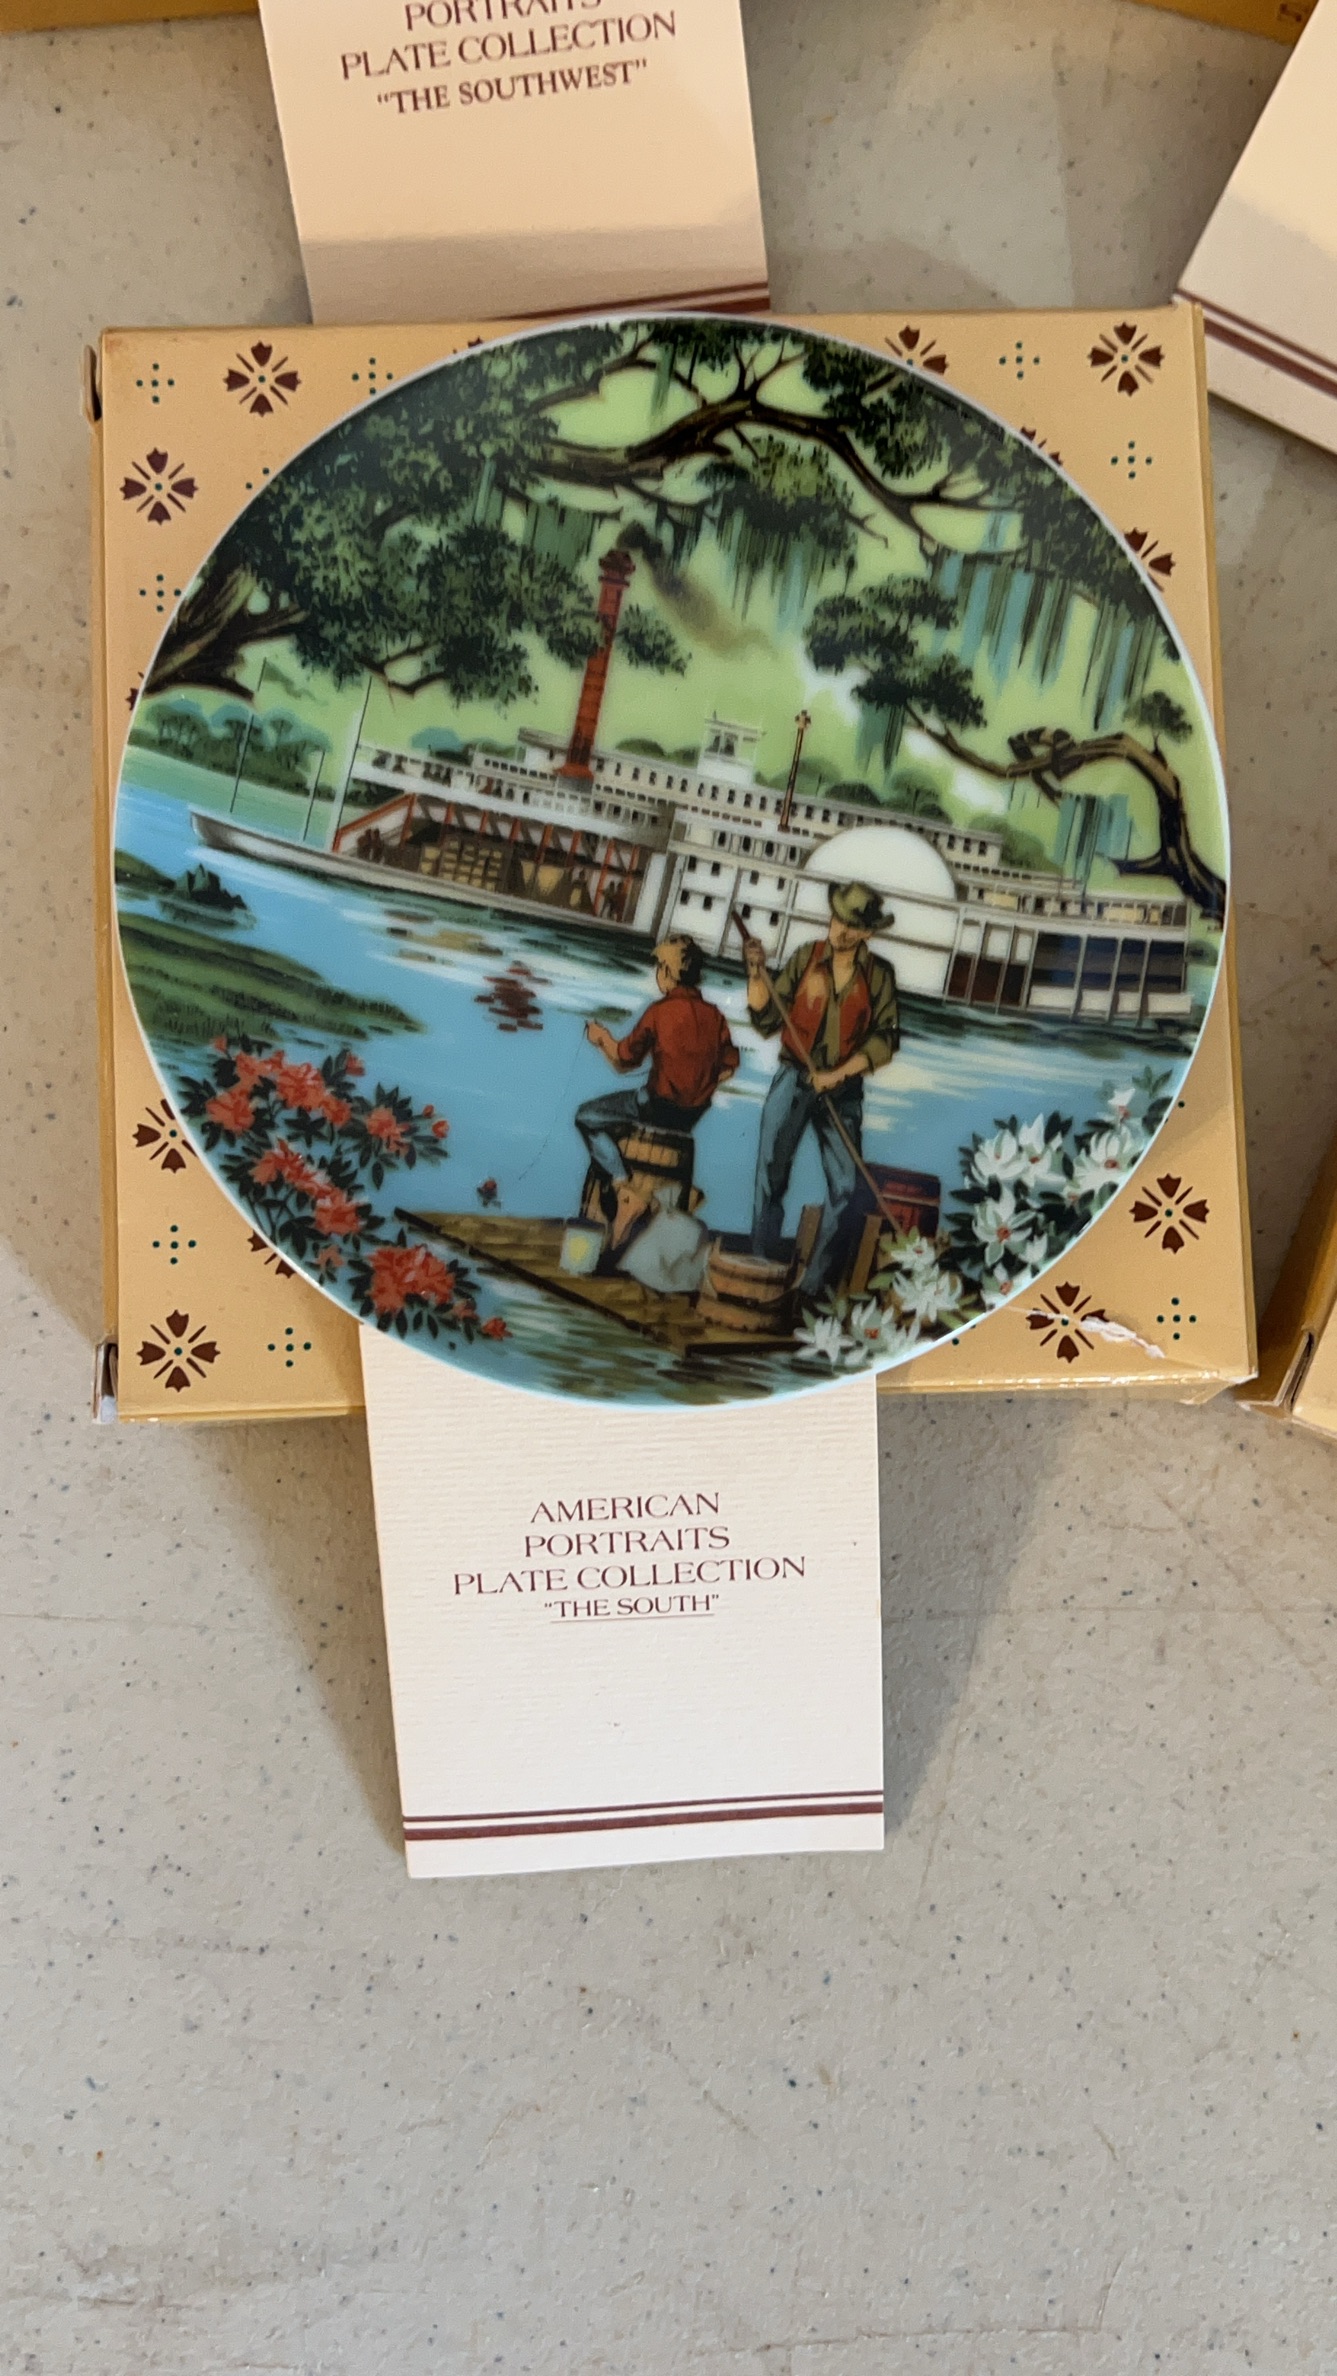 PORTRAITS
PLATE COLLECTION
"THE SOUTHWEST"
AMERICAN
PORTRAITS
PLATE COLLECTION
"THE SOUTH"